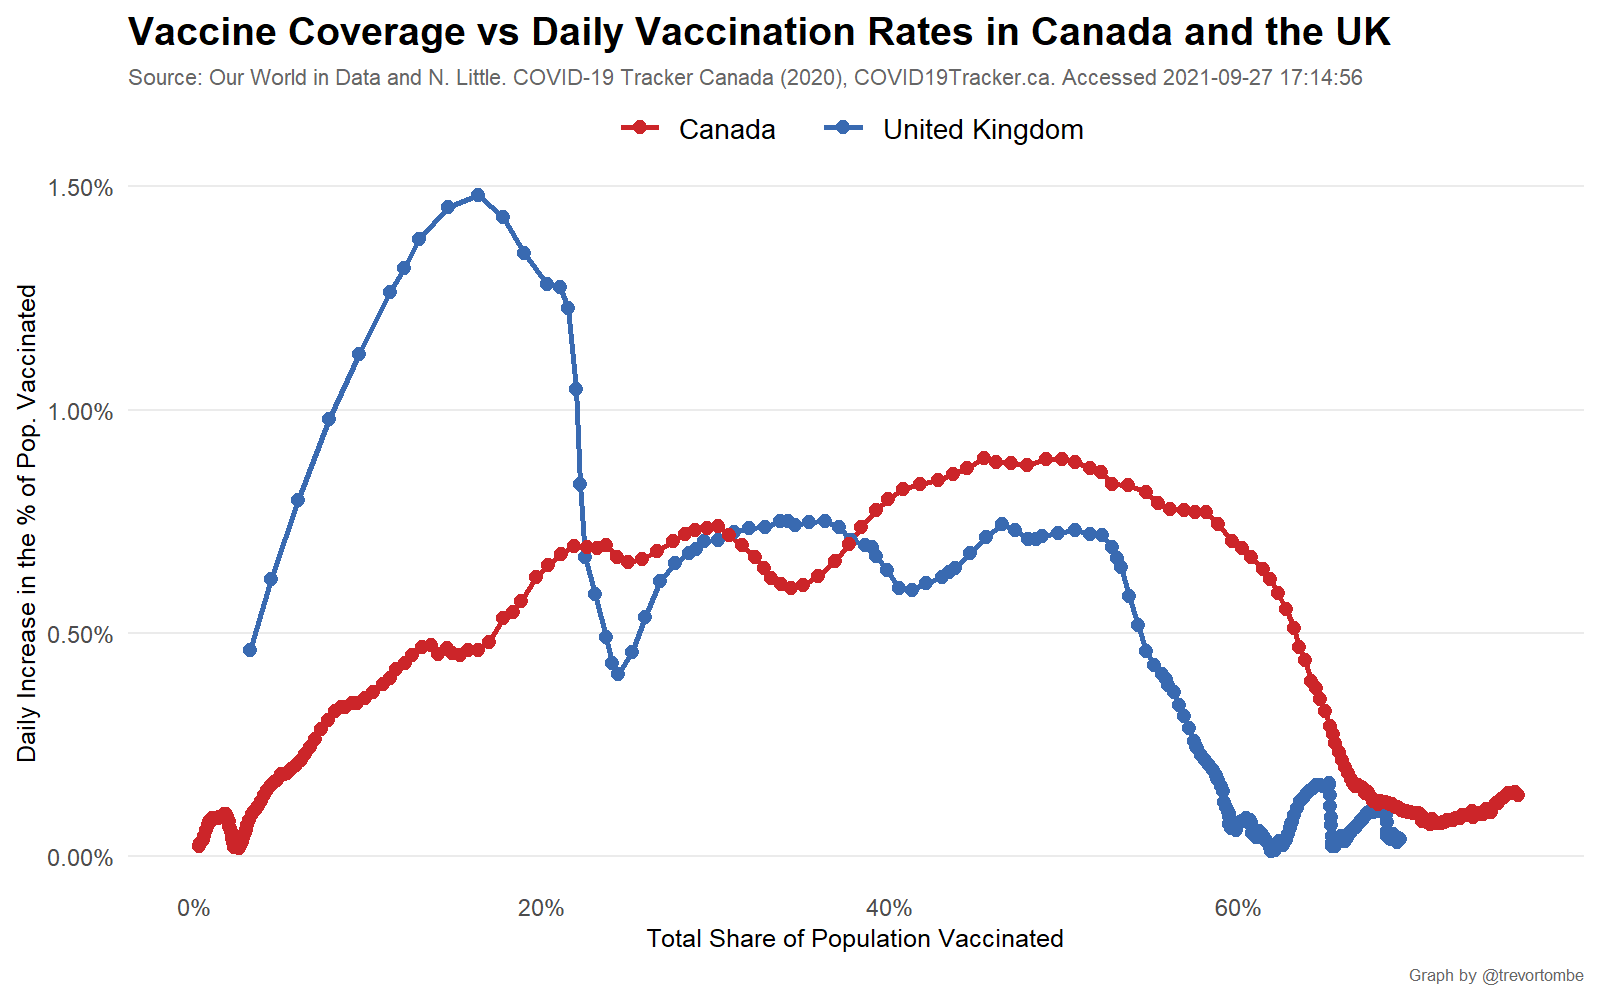 Vaccine Coverage vs Daily Vaccination Rates in Canada and the UK
Source: Our World in Data and N. Little. COVID-19 Tracker Canada (2020), COVID19Tracker.ca. Accessed 2021-09-27 17:14:56
Canada United Kingdom
Daily Increase in the % of Pop. Vaccinated
1.50%
1.00%
0.50%
0.00%
0% 20% 40% 60%
Total Share of Population Vaccinated
Graph by @trevortombe